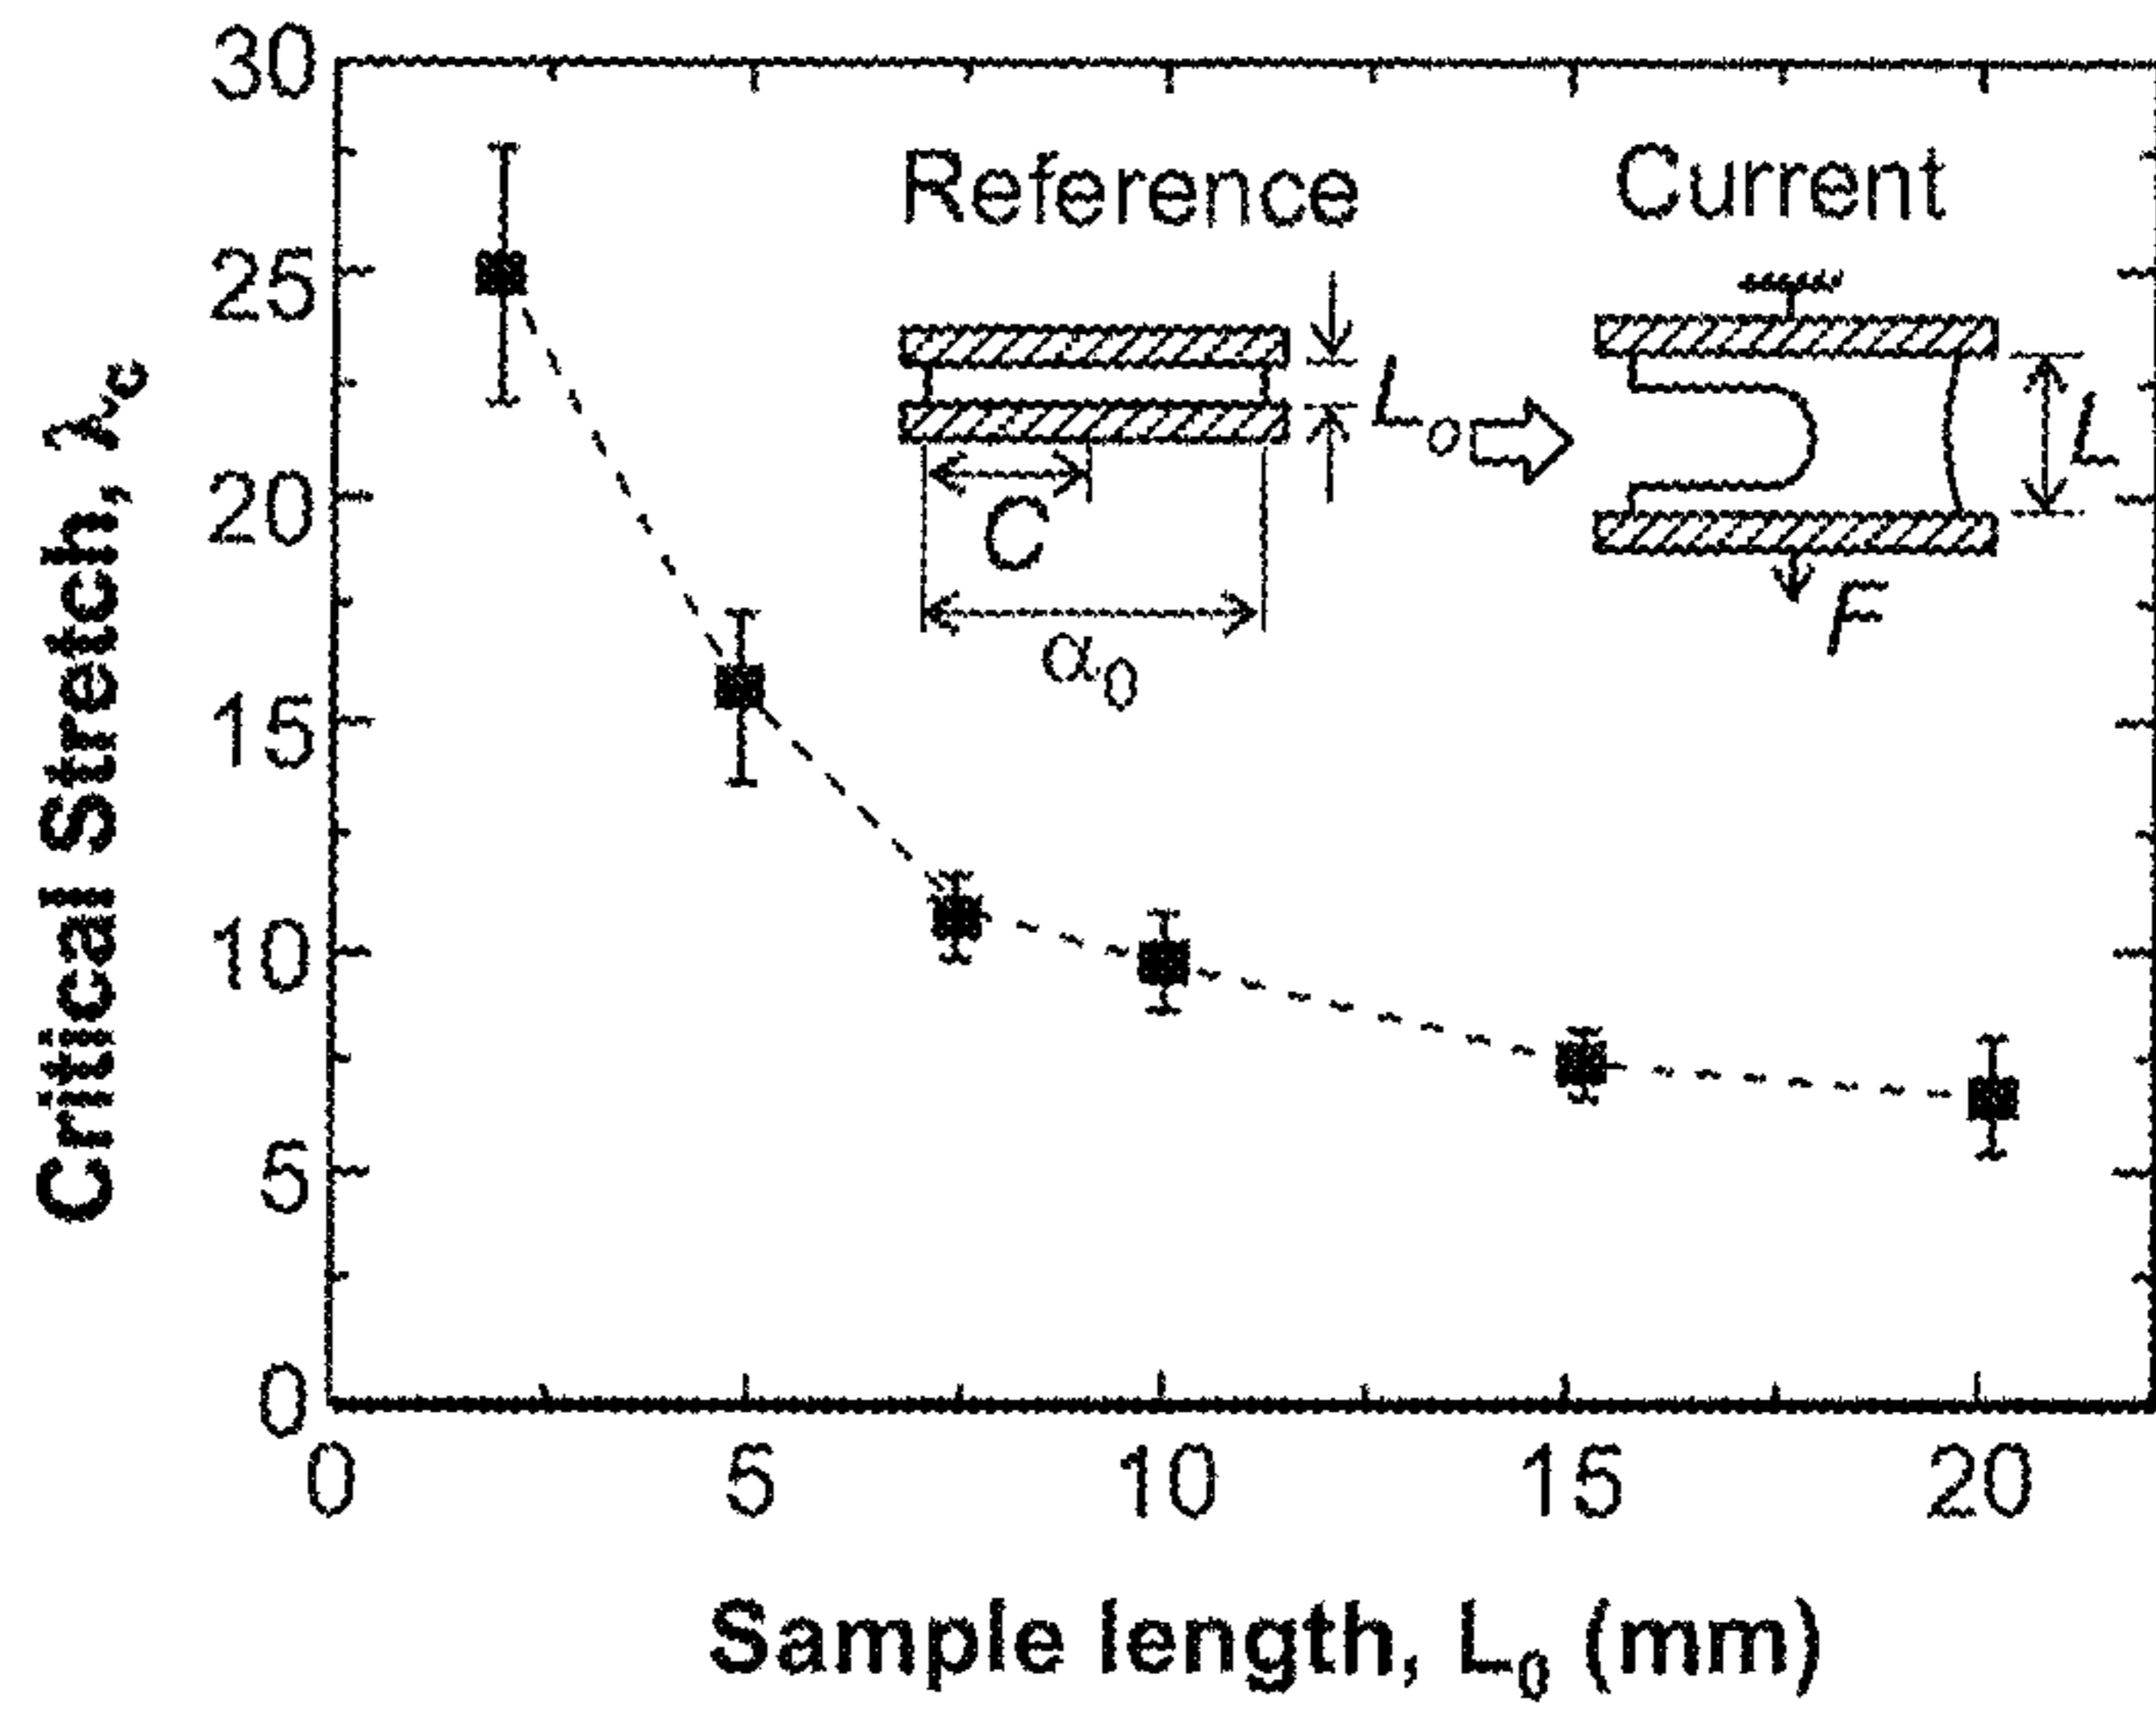 30
25
20
15
10
5
0
Critical Stretch, λc
Reference
Current
L0
C
α0
L
F
0
5
10
15
20
Sample length, L0 (mm)